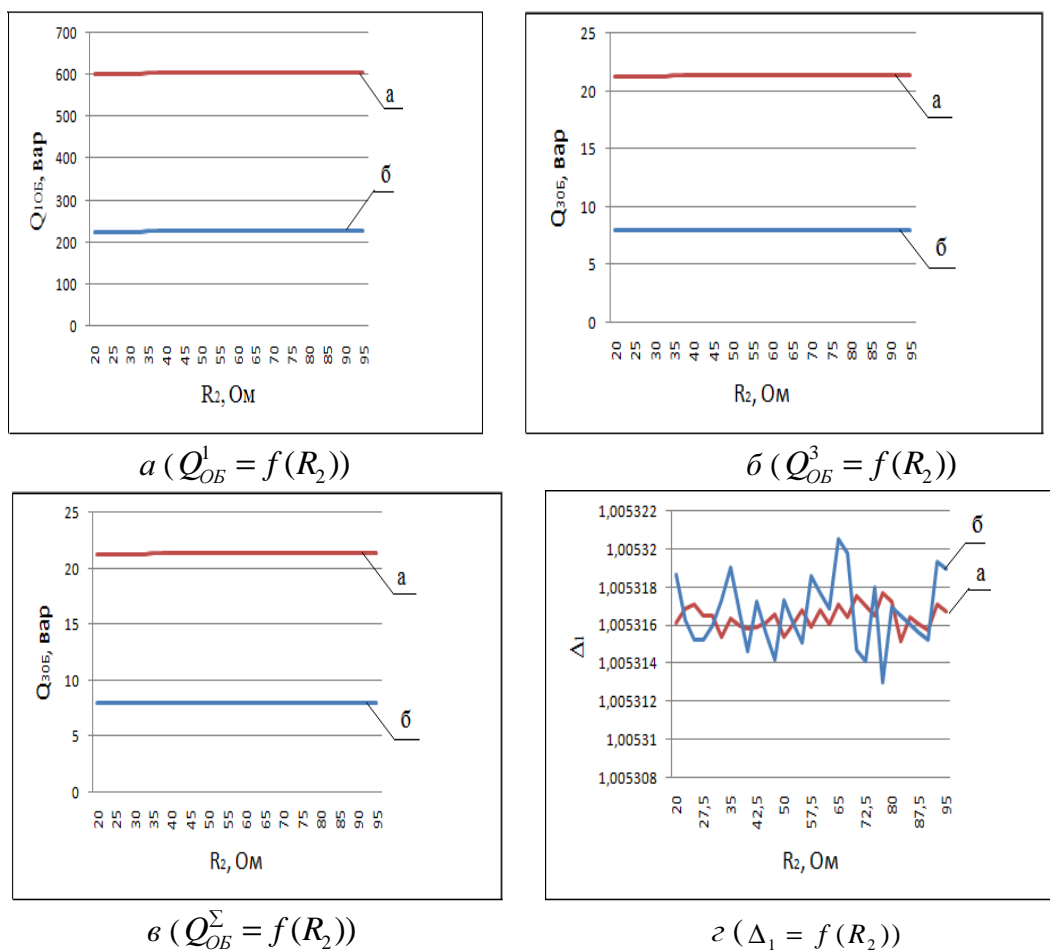 700
600
500
400
300
200
100
0
Q1ОБ, вар
а
б
20 25 30 35 40 45 50 55 60 65 70 75 80 85 90 95
R2, Ом
а (Q¹ОБ = f(R₂))
25
20
15
10
5
0
Q3ОБ, вар
а
б
20 25 30 35 40 45 50 55 60 65 70 75 80 85 90 95
R2, Ом
б (Q³ОБ = f(R₂))
25
20
15
10
5
0
Q3ОБ, вар
а
б
20 25 30 35 40 45 50 55 60 65 70 75 80 85 90 95
R2, Ом
в (Q^ΣОБ = f(R₂))
1,005322
1,00532
1,005318
1,005316
1,005314
1,005312
1,00531
1,005308
Δ1
б
а
20 27,5 35 42,5 50 57,5 65 72,5 80 87,5 95
R2, Ом
г (Δ₁ = f(R₂))